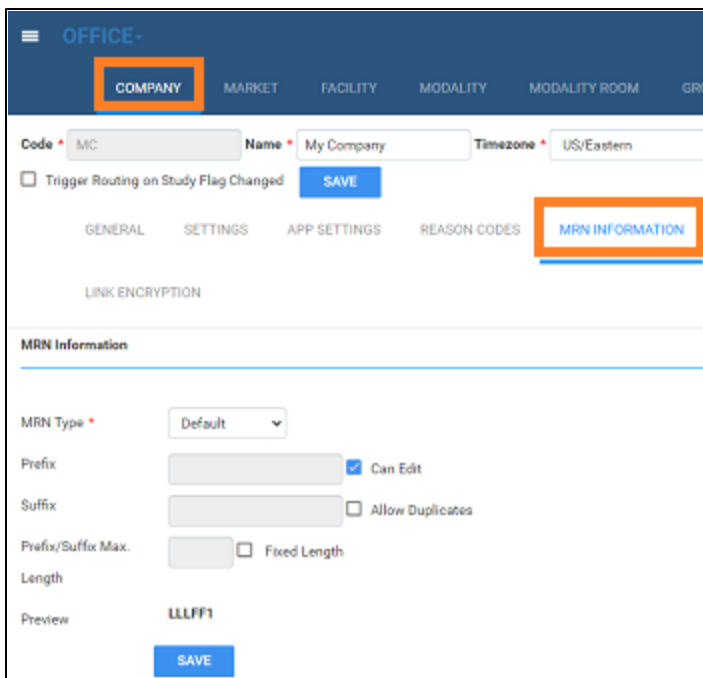 OFFICE-
COMPANY MARKET FACILITY MODALITY MODALITY ROOM GRO
Code * MC Name * My Company Timezone * US/Eastern
Trigger Routing on Study Flag Changed SAVE
GENERAL SETTINGS APP SETTINGS REASON CODES MRN INFORMATION
LINK ENCRYPTION
MRN Information
MRN Type * Default
Prefix Can Edit
Suffix Allow Duplicates
Prefix/Suffix Max. Fixed Length
Length
Preview LLLFF1
SAVE